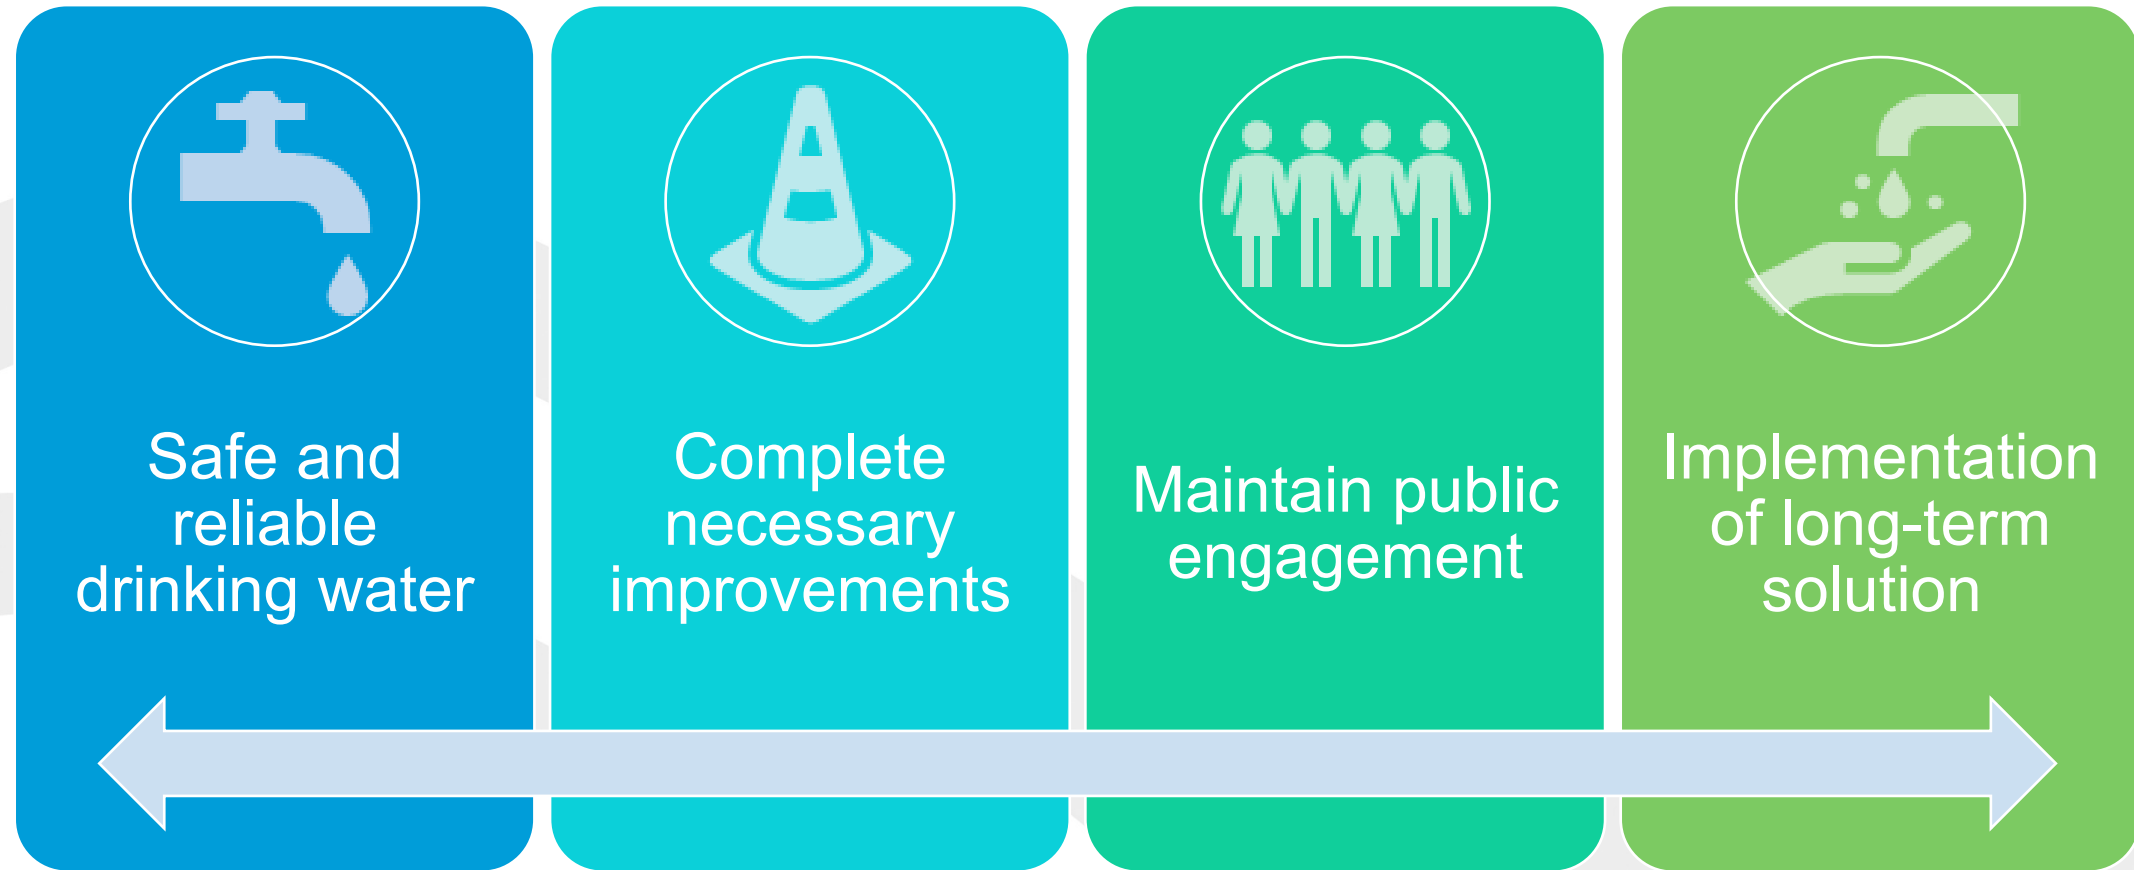 Safe and
reliable
drinking water
Complete
necessary
improvements
Maintain public
engagement
Implementation
of long-term
solution